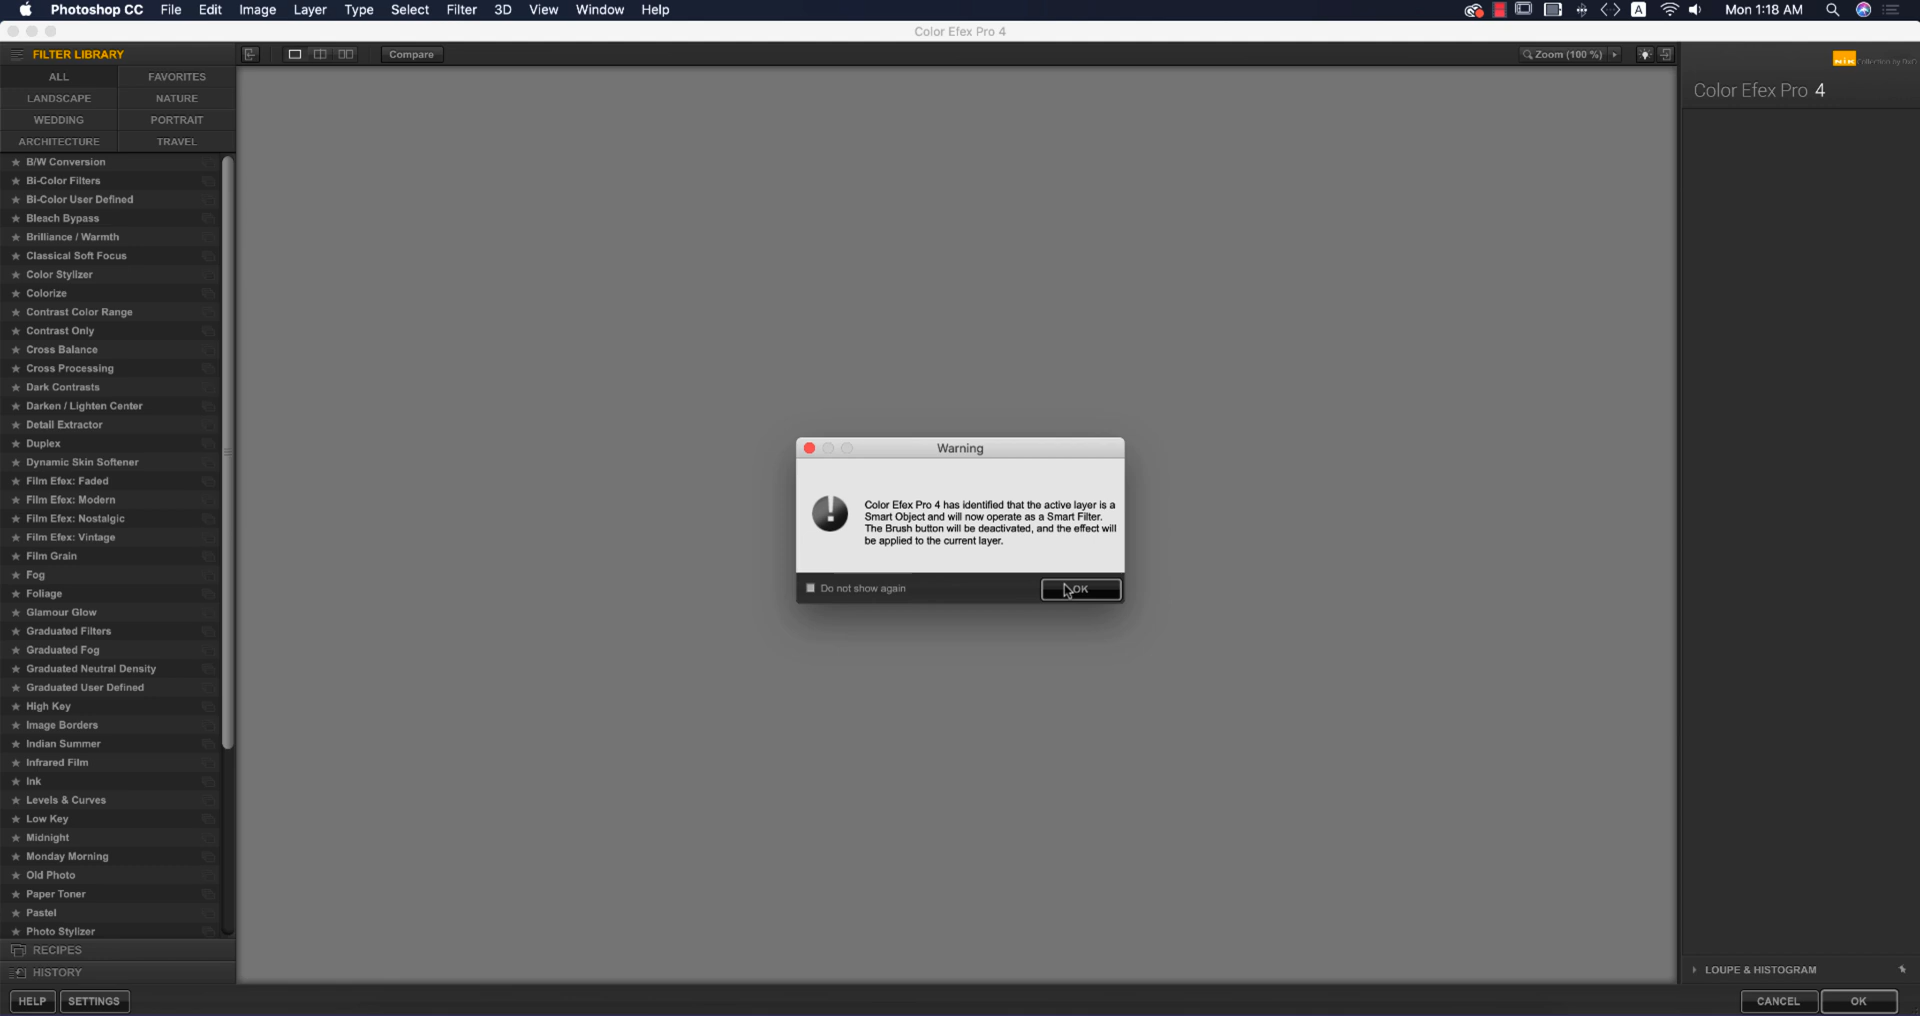 Photoshop CC File Edit Image Layer Type Select Filter 3D View Window Help
A Mon 1:18 AM
Color Efex Pro 4
FILTER LIBRARY
Compare
Zoom (100 %)
ALL FAVORITES
LANDSCAPE NATURE
WEDDING PORTRAIT
ARCHITECTURE TRAVEL
B/W Conversion
Bi-Color Filters
Bi-Color User Defined
Bleach Bypass
Brilliance / Warmth
Classical Soft Focus
Color Stylizer
Colorize
Contrast Color Range
Contrast Only
Cross Balance
Cross Processing
Dark Contrasts
Darken / Lighten Center
Detail Extractor
Duplex
Dynamic Skin Softener
Film Efex: Faded
Film Efex: Modern
Film Efex: Nostalgic
Film Efex: Vintage
Film Grain
Fog
Foliage
Glamour Glow
Graduated Filters
Graduated Fog
Graduated Neutral Density
Graduated User Defined
High Key
Image Borders
Indian Summer
Infrared Film
Ink
Levels & Curves
Low Key
Midnight
Monday Morning
Old Photo
Paper Toner
Pastel
Photo Stylizer
RECIPES
HISTORY
HELP SETTINGS
Warning
Color Efex Pro 4 has identified that the active layer is a
Smart Object and will now operate as a Smart Filter.
The Brush button will be deactivated, and the effect will
be applied to the current layer.
Do not show again
OK
Nik Collection by DxO
Color Efex Pro 4
LOUPE & HISTOGRAM
CANCEL OK